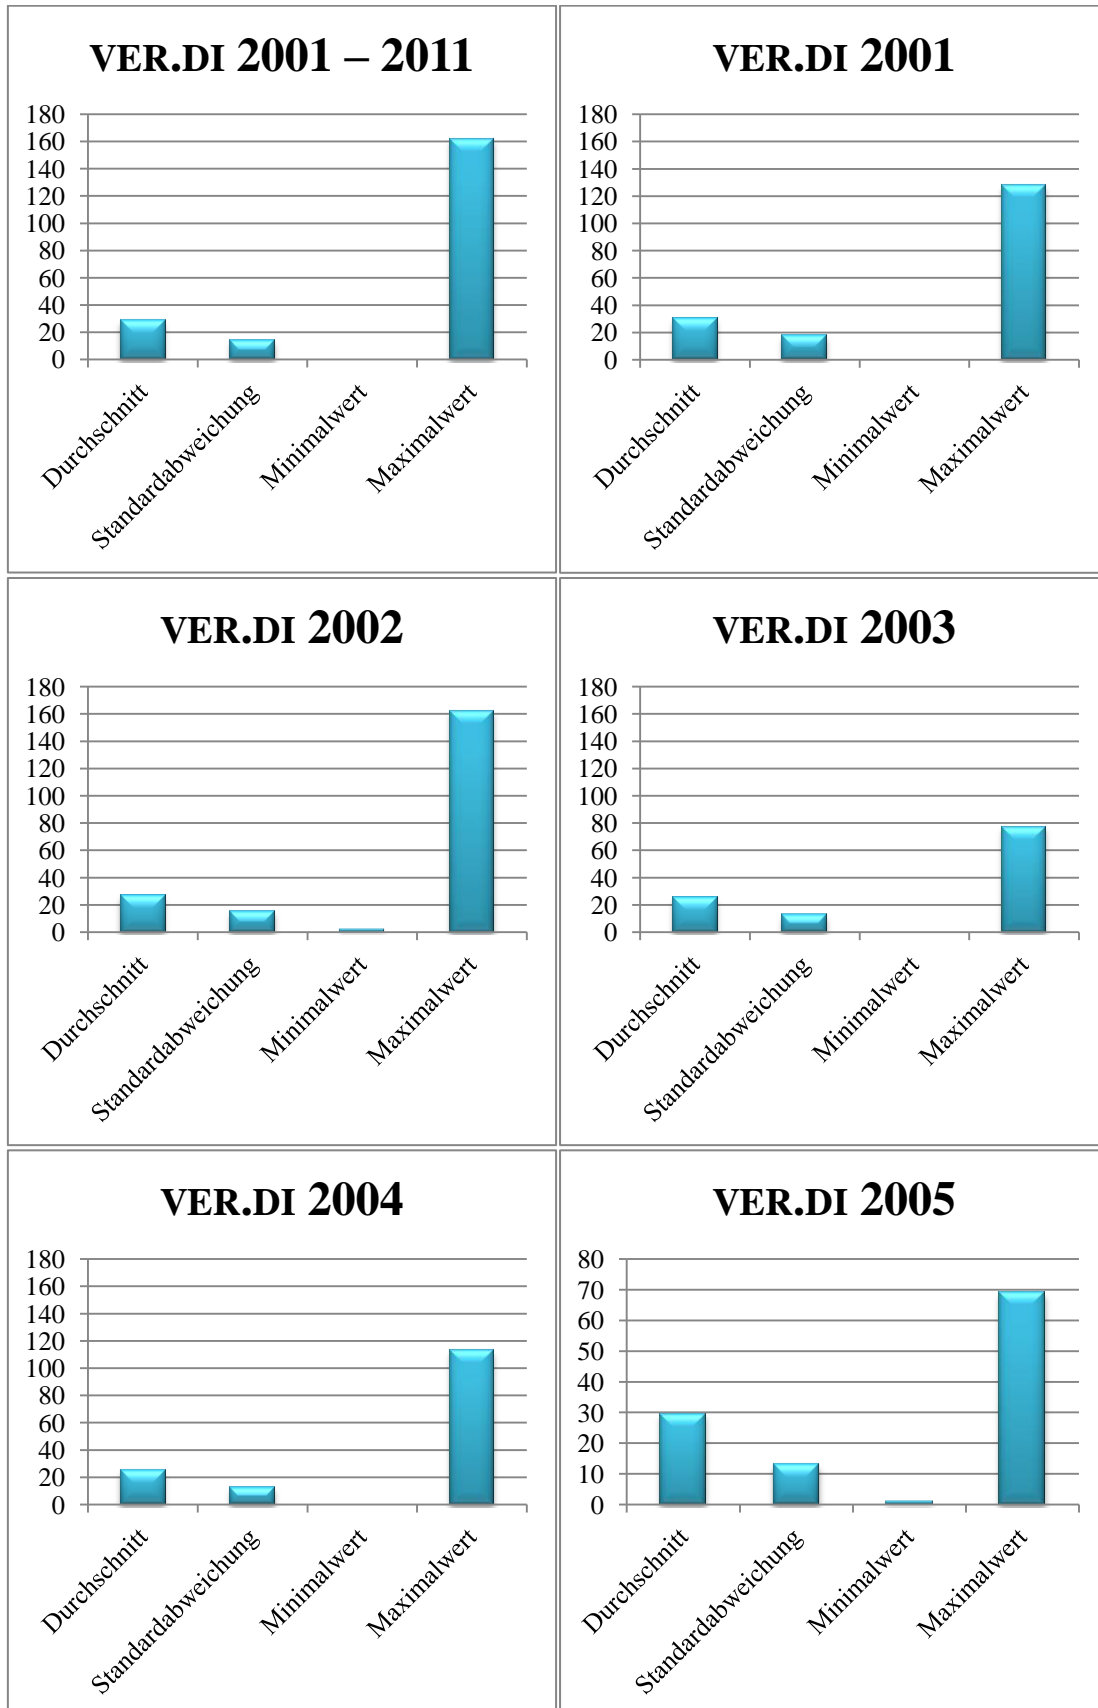 VER.DI 2001 – 2011
180
160
140
120
100
80
60
40
20
0
Durchschnitt
Standardabweichung
Minimalwert
Maximalwert
VER.DI 2001
180
160
140
120
100
80
60
40
20
0
Durchschnitt
Standardabweichung
Minimalwert
Maximalwert
VER.DI 2002
180
160
140
120
100
80
60
40
20
0
Durchschnitt
Standardabweichung
Minimalwert
Maximalwert
VER.DI 2003
180
160
140
120
100
80
60
40
20
0
Durchschnitt
Standardabweichung
Minimalwert
Maximalwert
VER.DI 2004
180
160
140
120
100
80
60
40
20
0
Durchschnitt
Standardabweichung
Minimalwert
Maximalwert
VER.DI 2005
80
70
60
50
40
30
20
10
0
Durchschnitt
Standardabweichung
Minimalwert
Maximalwert